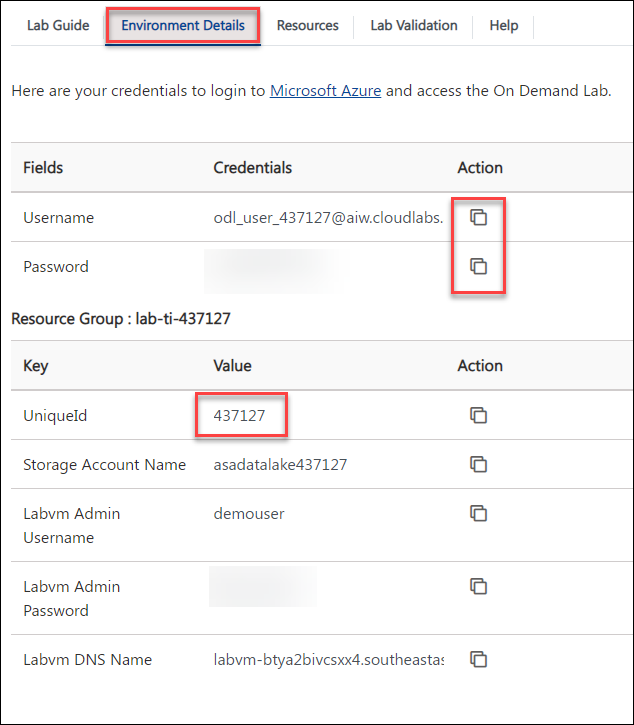 Lab Guide Environment Details Resources Lab Validation Help
Here are your credentials to login to Microsoft Azure and access the On Demand Lab.
Fields Credentials Action
Username odl_user_437127@aiw.cloudlabs.
Password
Resource Group : lab-ti-437127
Key Value Action
UniqueId 437127
Storage Account Name asadatalake437127
Labvm Admin demouser
Username
Labvm Admin
Password
Labvm DNS Name labvm-btya2bivcsxx4.southeastas